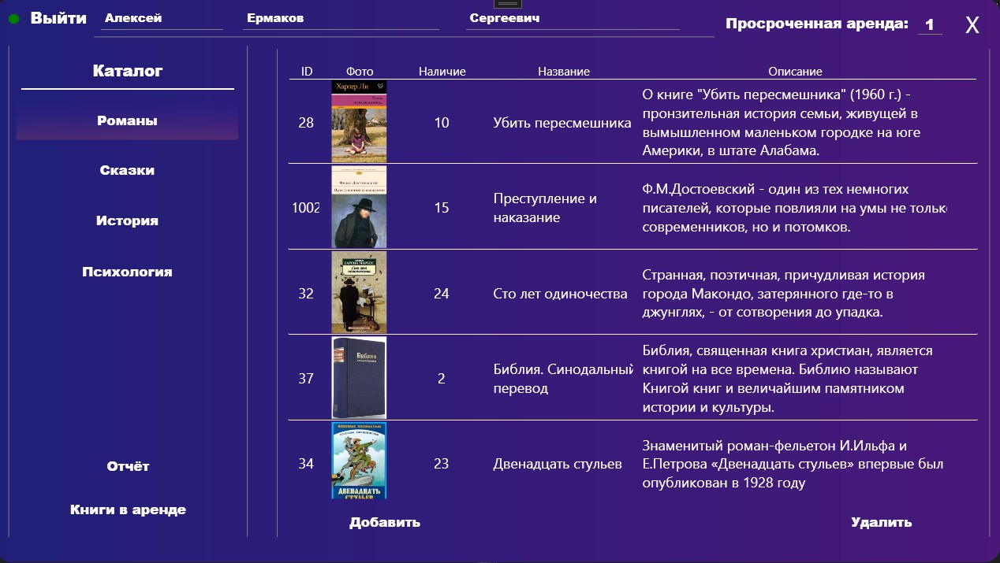 Выйти Алексей Ермаков Сергеевич Просроченная аренда: 1 X
Каталог
Романы
Сказки
История
Психология
Отчёт
Книги в аренде
ID Фото Наличие Название Описание
Харпер Ли
28 10 Убить пересмешника
О книге "Убить пересмешника" (1960 г.) -
пронзительная история семьи, живущей в
вымышленном маленьком городке на юге
Америки, в штате Алабама.
Фёдор Достоевский
Преступление и наказание
1002 15
Преступление и
наказание
Ф.М.Достоевский - один из тех немногих
писателей, которые повлияли на умы не тольк
современников, но и потомков.
ГАРСИА МАРКЕС
Сто лет
одиночества
32 24 Сто лет одиночества
Странная, поэтичная, причудливая история
города Макондо, затерянного где-то в
джунглях, - от сотворения до упадка.
Библия
37 2
Библия. Синодальный
перевод
Библия, священная книга христиан, является
книгой на все времена. Библию называют
Книгой книг и величайшим памятником
истории и культуры.
ДВЕНАДЦАТЬ
СТУЛЬЕВ
34 23 Двенадцать стульев
Знаменитый роман-фельетон И.Ильфа и
Е.Петрова «Двенадцать стульев» впервые был
опубликован в 1928 году
Добавить Удалить